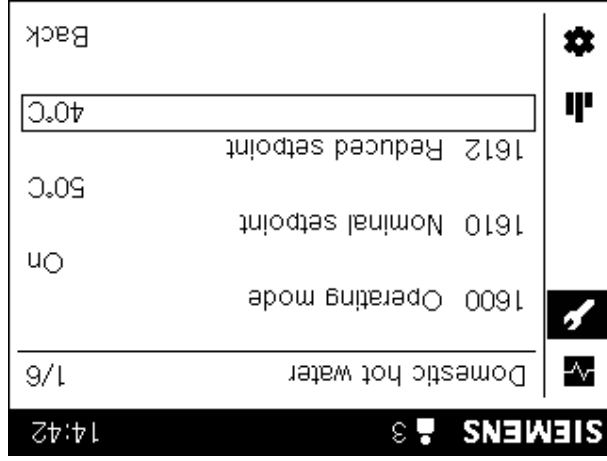 SIEMENS 3 14:42
Domestic hot water 1/6
1600 Operating mode
On
1610 Nominal setpoint
50°C
1612 Reduced setpoint
40°C
Back